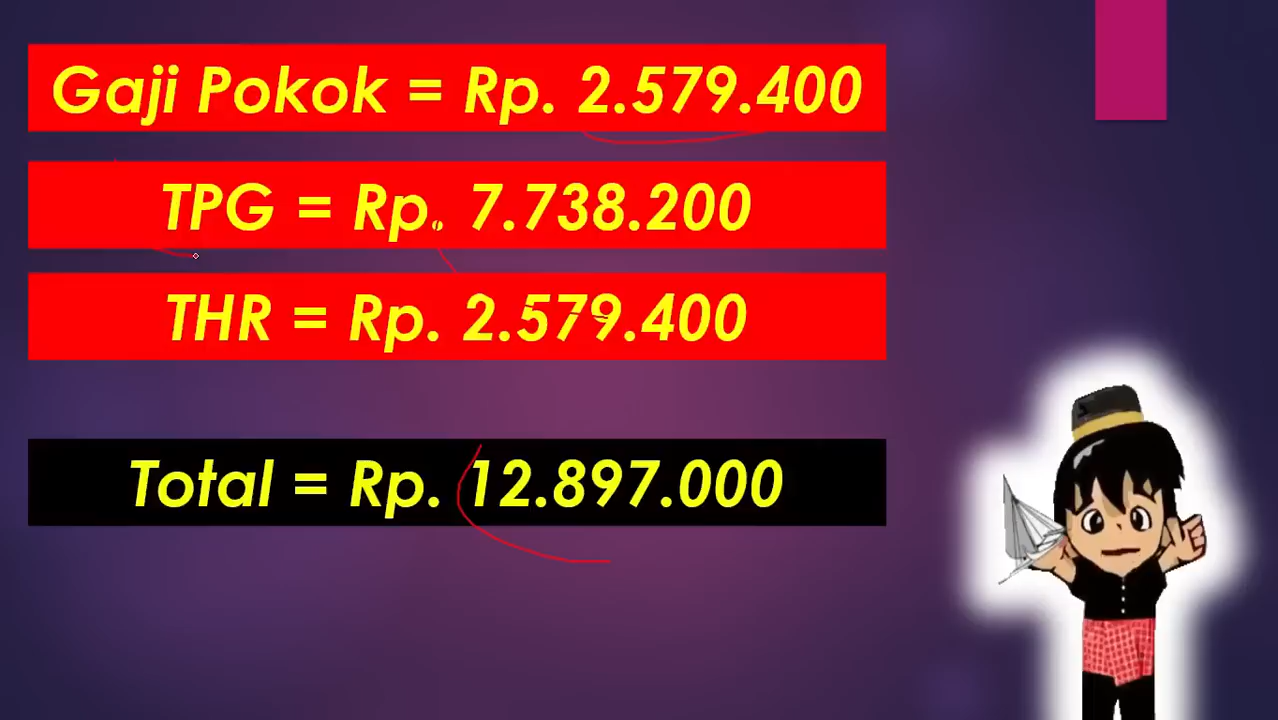 Gaji Pokok = Rp. 2.579.400
TPG = Rp. 7.738.200
THR = Rp. 2.579.400
Total = Rp. 12.897.000